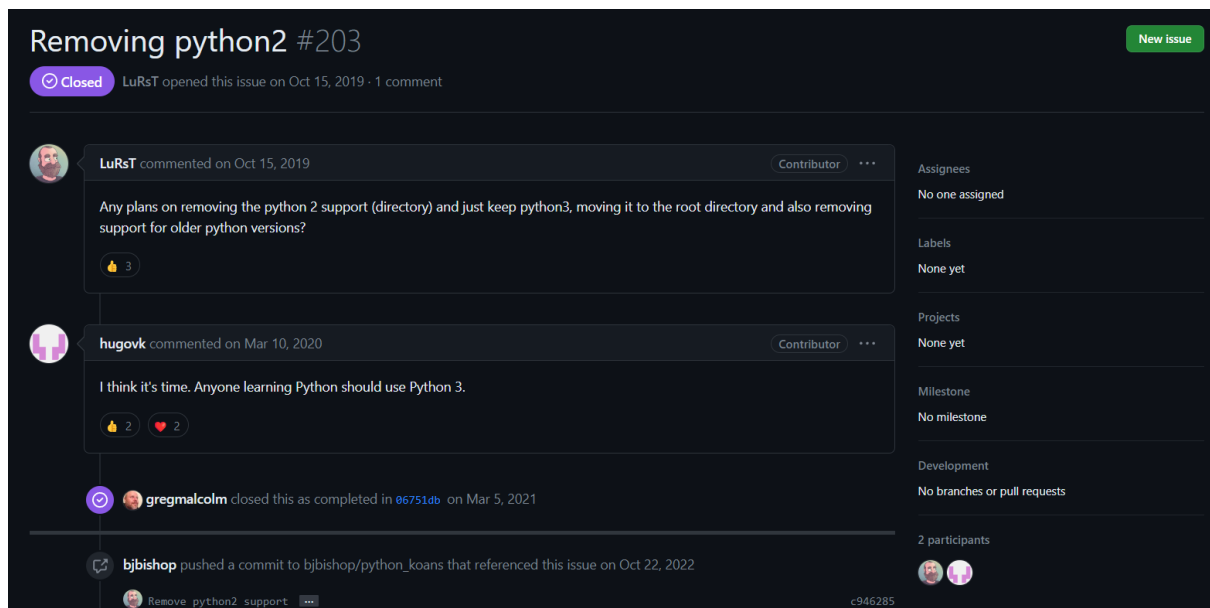 Removing python2 #203
New issue
Closed LuRsT opened this issue on Oct 15, 2019 · 1 comment
LuRsT commented on Oct 15, 2019
Contributor
Any plans on removing the python 2 support (directory) and just keep python3, moving it to the root directory and also removing
support for older python versions?
👍 3
hugovk commented on Mar 10, 2020
Contributor
I think it's time. Anyone learning Python should use Python 3.
👍 2 ❤️ 2
gregmalcolm closed this as completed in 06751db on Mar 5, 2021
bjbishop pushed a commit to bjbishop/python_koans that referenced this issue on Oct 22, 2022
Remove python2 support ...
c946285
Assignees
No one assigned
Labels
None yet
Projects
None yet
Milestone
No milestone
Development
No branches or pull requests
2 participants